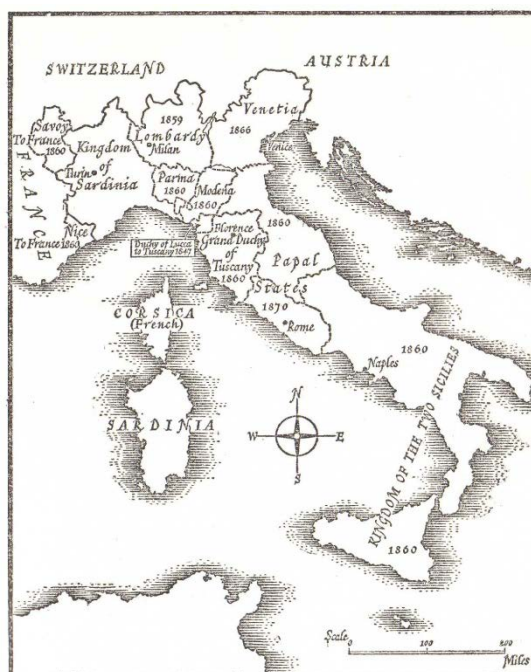 SWITZERLAND
AUSTRIA
Savoy
To France
1860
Kingdom
of
Sardinia
Turin
1859
Lombardy
Milan
Venetia
1866
Venice
FRANCE
Nice
To France 1860
Parma
1860
Modena
1860
Duchy of Lucca
to Tuscany 1847
Florence
Grand Duchy
of
Tuscany
1860
1860
Papal
States
1870
Rome
CORSICA
(French)
SARDINIA
Naples
1860
KINGDOM OF THE TWO SICILIES
1860
N
W
E
S
Scale
0
100
200
Miles